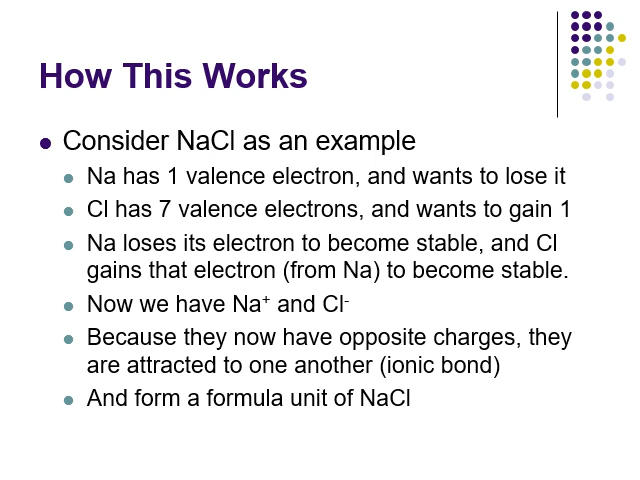 How This Works
Consider NaCl as an example
Na has 1 valence electron, and wants to lose it
Cl has 7 valence electrons, and wants to gain 1
Na loses its electron to become stable, and Cl
gains that electron (from Na) to become stable.
Now we have Na⁺ and Cl⁻
Because they now have opposite charges, they
are attracted to one another (ionic bond)
And form a formula unit of NaCl